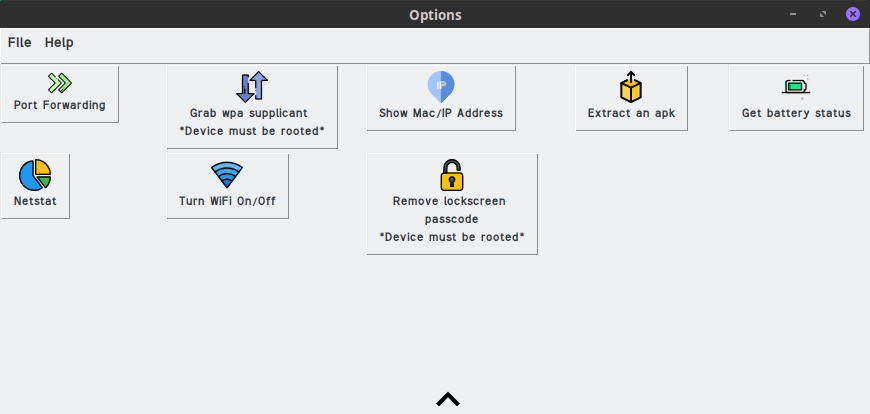 Options
File Help
Port Forwarding
Grab wpa supplicant
*Device must be rooted*
IP
Show Mac/IP Address
Extract an apk
Get battery status
Netstat
Turn WiFi On/Off
Remove lockscreen
passcode
*Device must be rooted*